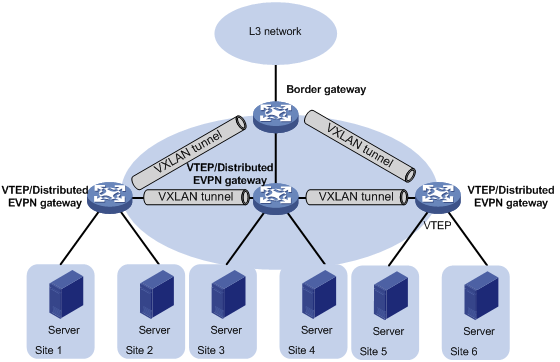 L3 network
Border gateway
VXLAN tunnel
VXLAN tunnel
VTEP/Distributed
EVPN gateway
VTEP/Distributed
EVPN gateway
VTEP/Distributed
EVPN gateway
VXLAN tunnel
VXLAN tunnel
VTEP
Server
Server
Server
Server
Server
Server
Site 1
Site 2
Site 3
Site 4
Site 5
Site 6